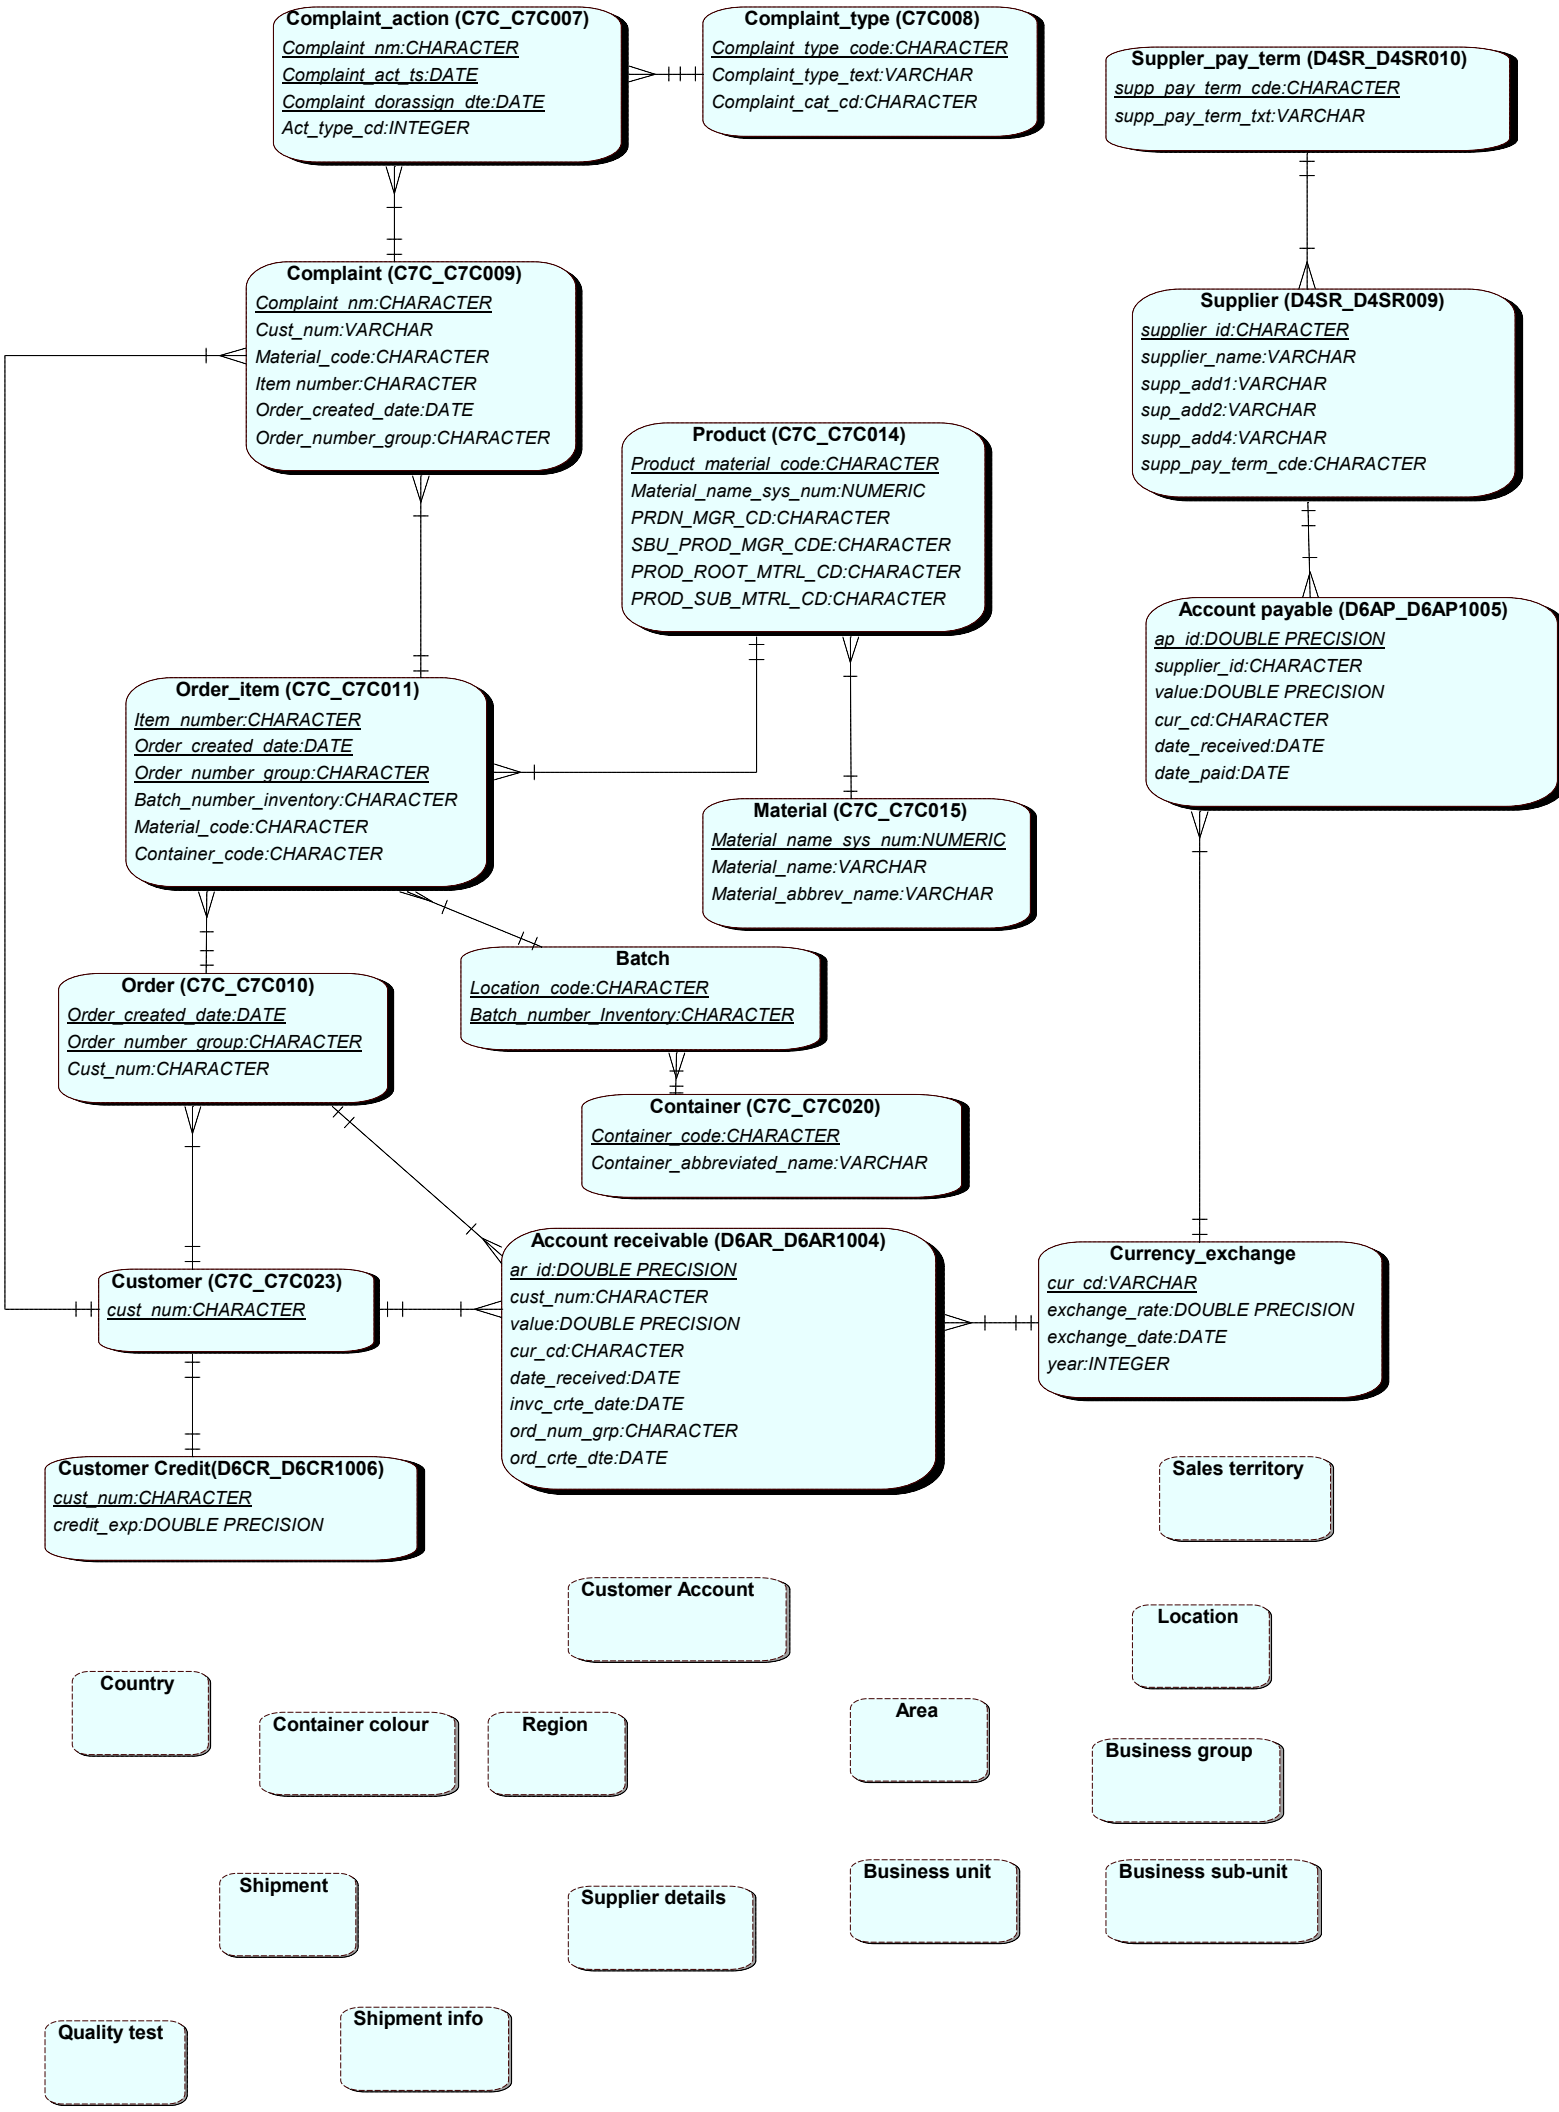 Complaint_action (C7C_C7C007)
Complaint_nm:CHARACTER
Complaint_act_ts:DATE
Complaint_dorassign_dte:DATE
Act_type_cd:INTEGER
Complaint_type (C7C008)
Complaint_type_code:CHARACTER
Complaint_type_text:VARCHAR
Complaint_cat_cd:CHARACTER
Suppler_pay_term (D4SR_D4SR010)
supp_pay_term_cde:CHARACTER
supp_pay_term_txt:VARCHAR
Complaint (C7C_C7C009)
Complaint_nm:CHARACTER
Cust_num:VARCHAR
Material_code:CHARACTER
Item number:CHARACTER
Order_created_date:DATE
Order_number_group:CHARACTER
Supplier (D4SR_D4SR009)
supplier_id:CHARACTER
supplier_name:VARCHAR
supp_add1:VARCHAR
sup_add2:VARCHAR
supp_add4:VARCHAR
supp_pay_term_cde:CHARACTER
Product (C7C_C7C014)
Product_material_code:CHARACTER
Material_name_sys_num:NUMERIC
PRDN_MGR_CD:CHARACTER
SBU_PROD_MGR_CDE:CHARACTER
PROD_ROOT_MTRL_CD:CHARACTER
PROD_SUB_MTRL_CD:CHARACTER
Account payable (D6AP_D6AP1005)
ap_id:DOUBLE PRECISION
supplier_id:CHARACTER
value:DOUBLE PRECISION
cur_cd:CHARACTER
date_received:DATE
date_paid:DATE
Order_item (C7C_C7C011)
Item_number:CHARACTER
Order_created_date:DATE
Order_number_group:CHARACTER
Batch_number_inventory:CHARACTER
Material_code:CHARACTER
Container_code:CHARACTER
Material (C7C_C7C015)
Material_name_sys_num:NUMERIC
Material_name:VARCHAR
Material_abbrev_name:VARCHAR
Batch
Location_code:CHARACTER
Batch_number_Inventory:CHARACTER
Order (C7C_C7C010)
Order_created_date:DATE
Order_number_group:CHARACTER
Cust_num:CHARACTER
Container (C7C_C7C020)
Container_code:CHARACTER
Container_abbreviated_name:VARCHAR
Account receivable (D6AR_D6AR1004)
ar_id:DOUBLE PRECISION
cust_num:CHARACTER
value:DOUBLE PRECISION
cur_cd:CHARACTER
date_received:DATE
invc_crte_date:DATE
ord_num_grp:CHARACTER
ord_crte_dte:DATE
Currency_exchange
cur_cd:VARCHAR
exchange_rate:DOUBLE PRECISION
exchange_date:DATE
year:INTEGER
Customer (C7C_C7C023)
cust_num:CHARACTER
Customer Credit(D6CR_D6CR1006)
cust_num:CHARACTER
credit_exp:DOUBLE PRECISION
Sales territory
Customer Account
Location
Country
Container colour
Region
Area
Business group
Shipment
Supplier details
Business unit
Business sub-unit
Quality test
Shipment info